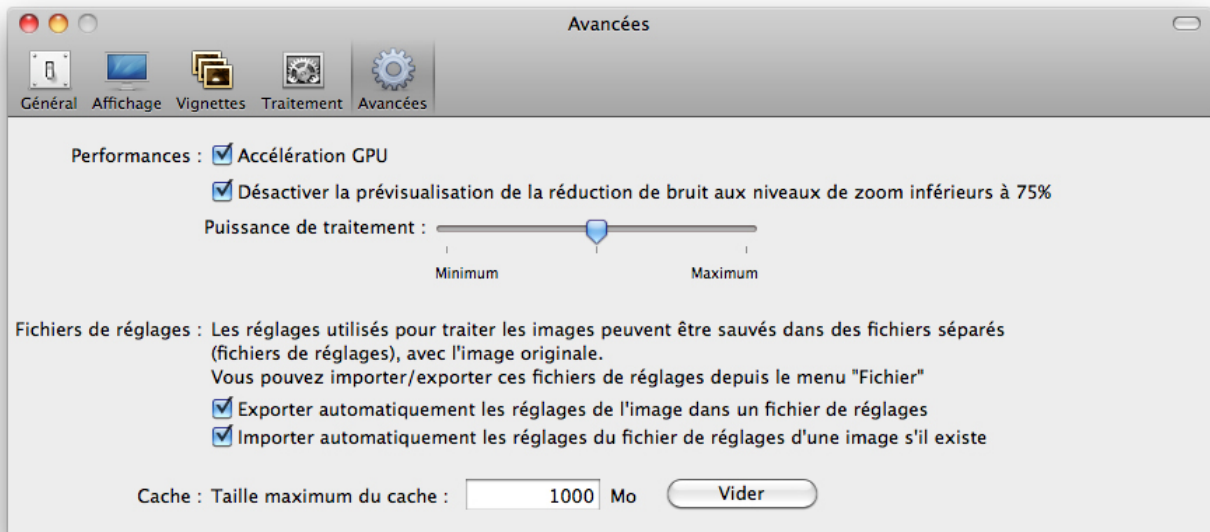 Avancées
Général Affichage Vignettes Traitement Avancées
Performances : Accélération GPU
Désactiver la prévisualisation de la réduction de bruit aux niveaux de zoom inférieurs à 75%
Puissance de traitement :
Minimum Maximum
Fichiers de réglages : Les réglages utilisés pour traiter les images peuvent être sauvés dans des fichiers séparés
(fichiers de réglages), avec l'image originale.
Vous pouvez importer/exporter ces fichiers de réglages depuis le menu "Fichier"
Exporter automatiquement les réglages de l'image dans un fichier de réglages
Importer automatiquement les réglages du fichier de réglages d'une image s'il existe
Cache : Taille maximum du cache : 1000 Mo Vider